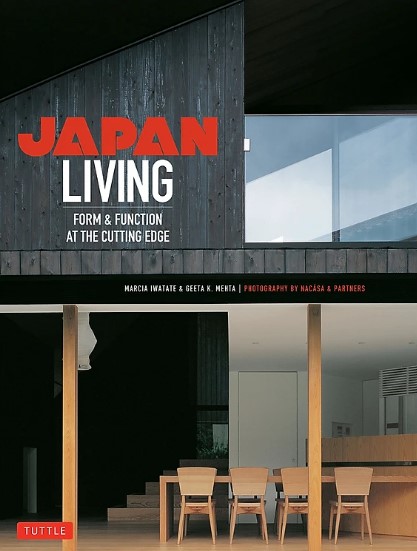 JAPAN
LIVING
FORM & FUNCTION
AT THE CUTTING EDGE
MARCIA IWATATE & GEETA K. MEHTA | PHOTOGRAPHY BY NACÁSA & PARTNERS
TUTTLE